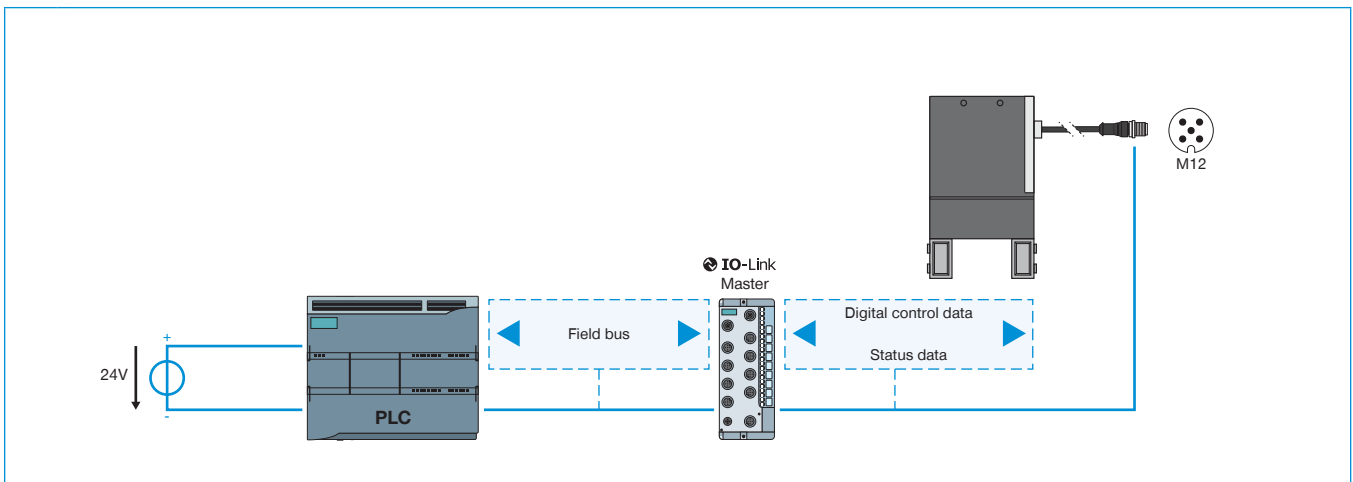 M12
IO-Link
Master
Digital control data
Field bus
Status data
+
24V
-
PLC